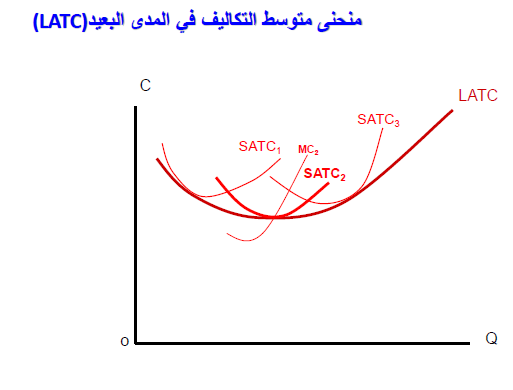 منحنى متوسط التكاليف في المدى البعيد(LATC)
C
LATC
SATC3
SATC1
MC2
SATC2
O
Q